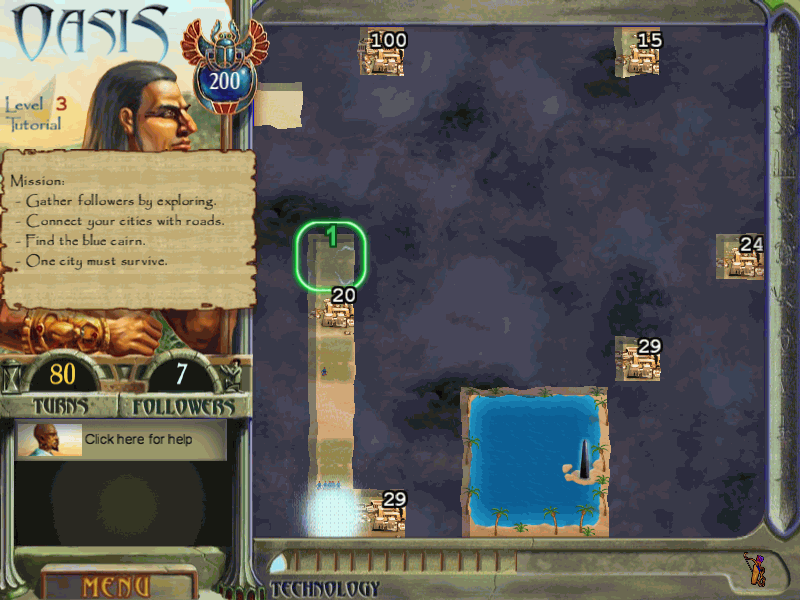 OASIS
200
Level 3
Tutorial
Mission:
- Gather followers by exploring.
- Connect your cities with roads.
- Find the blue cairn.
- One city must survive.
80
7
TURNS
FOLLOWERS
Click here for help
MENU
100
15
1
24
20
29
29
TECHNOLOGY